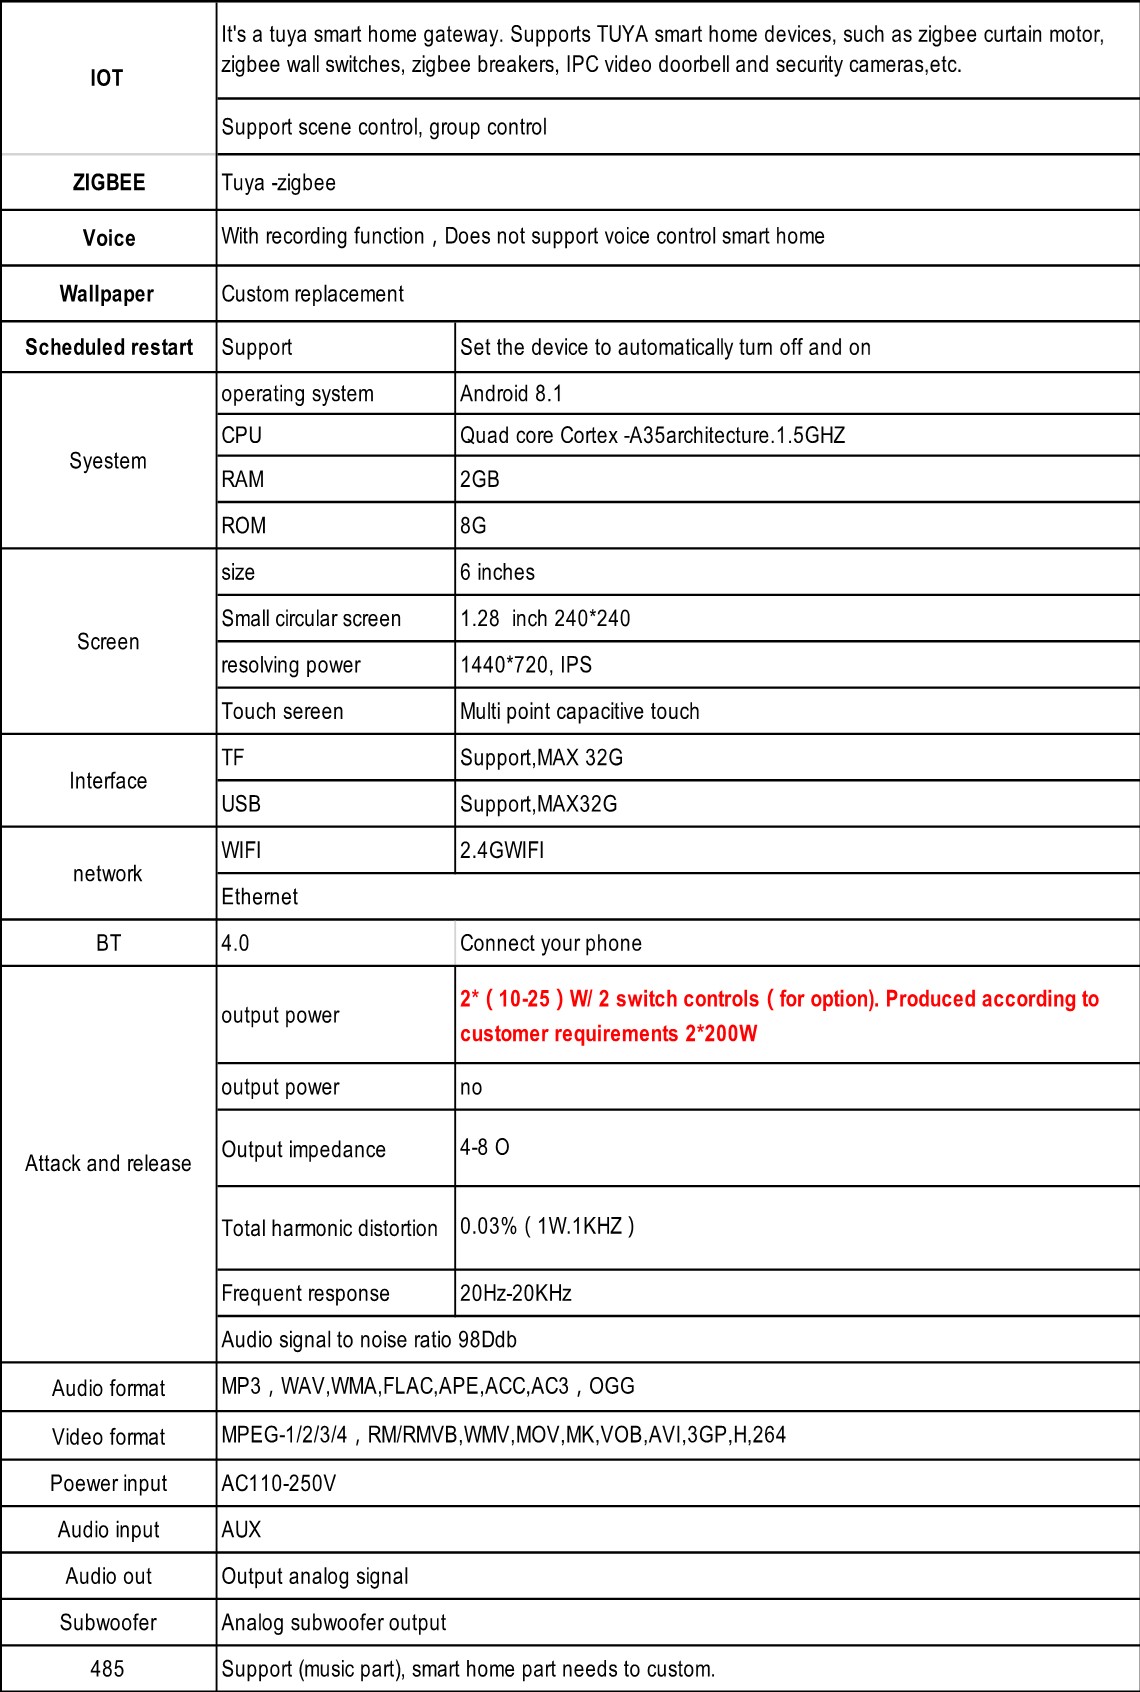 It's a tuya smart home gateway. Supports TUYA smart home devices, such as zigbee curtain motor,
IOT
zigbee wall switches, zigbee breakers, IPC video doorbell and security cameras,etc.
Support scene control, group control
ZIGBEE Tuya -zigbee
Voice With recording function , Does not support voice control smart home
Wallpaper Custom replacement
Scheduled restart Support Set the device to automatically turn off and on
Syestem
operating system Android 8.1
CPU Quad core Cortex -A35architecture.1.5GHZ
RAM 2GB
ROM 8G
Screen
size 6 inches
Small circular screen 1.28 inch 240*240
resolving power 1440*720, IPS
Touch sereen Multi point capacitive touch
Interface
TF Support,MAX 32G
USB Support,MAX32G
network
WIFI 2.4GWIFI
Ethernet
BT 4.0 Connect your phone
Attack and release
output power
2* ( 10-25 ) W/ 2 switch controls ( for option). Produced according to
customer requirements 2*200W
output power no
Output impedance 4-8 O
Total harmonic distortion 0.03% ( 1W.1KHZ )
Frequent response 20Hz-20KHz
Audio signal to noise ratio 98Ddb
Audio format MP3 , WAV,WMA,FLAC,APE,ACC,AC3 , OGG
Video format MPEG-1/2/3/4 , RM/RMVB,WMV,MOV,MK,VOB,AVI,3GP,H,264
Poewer input AC110-250V
Audio input AUX
Audio out Output analog signal
Subwoofer Analog subwoofer output
485 Support (music part), smart home part needs to custom.